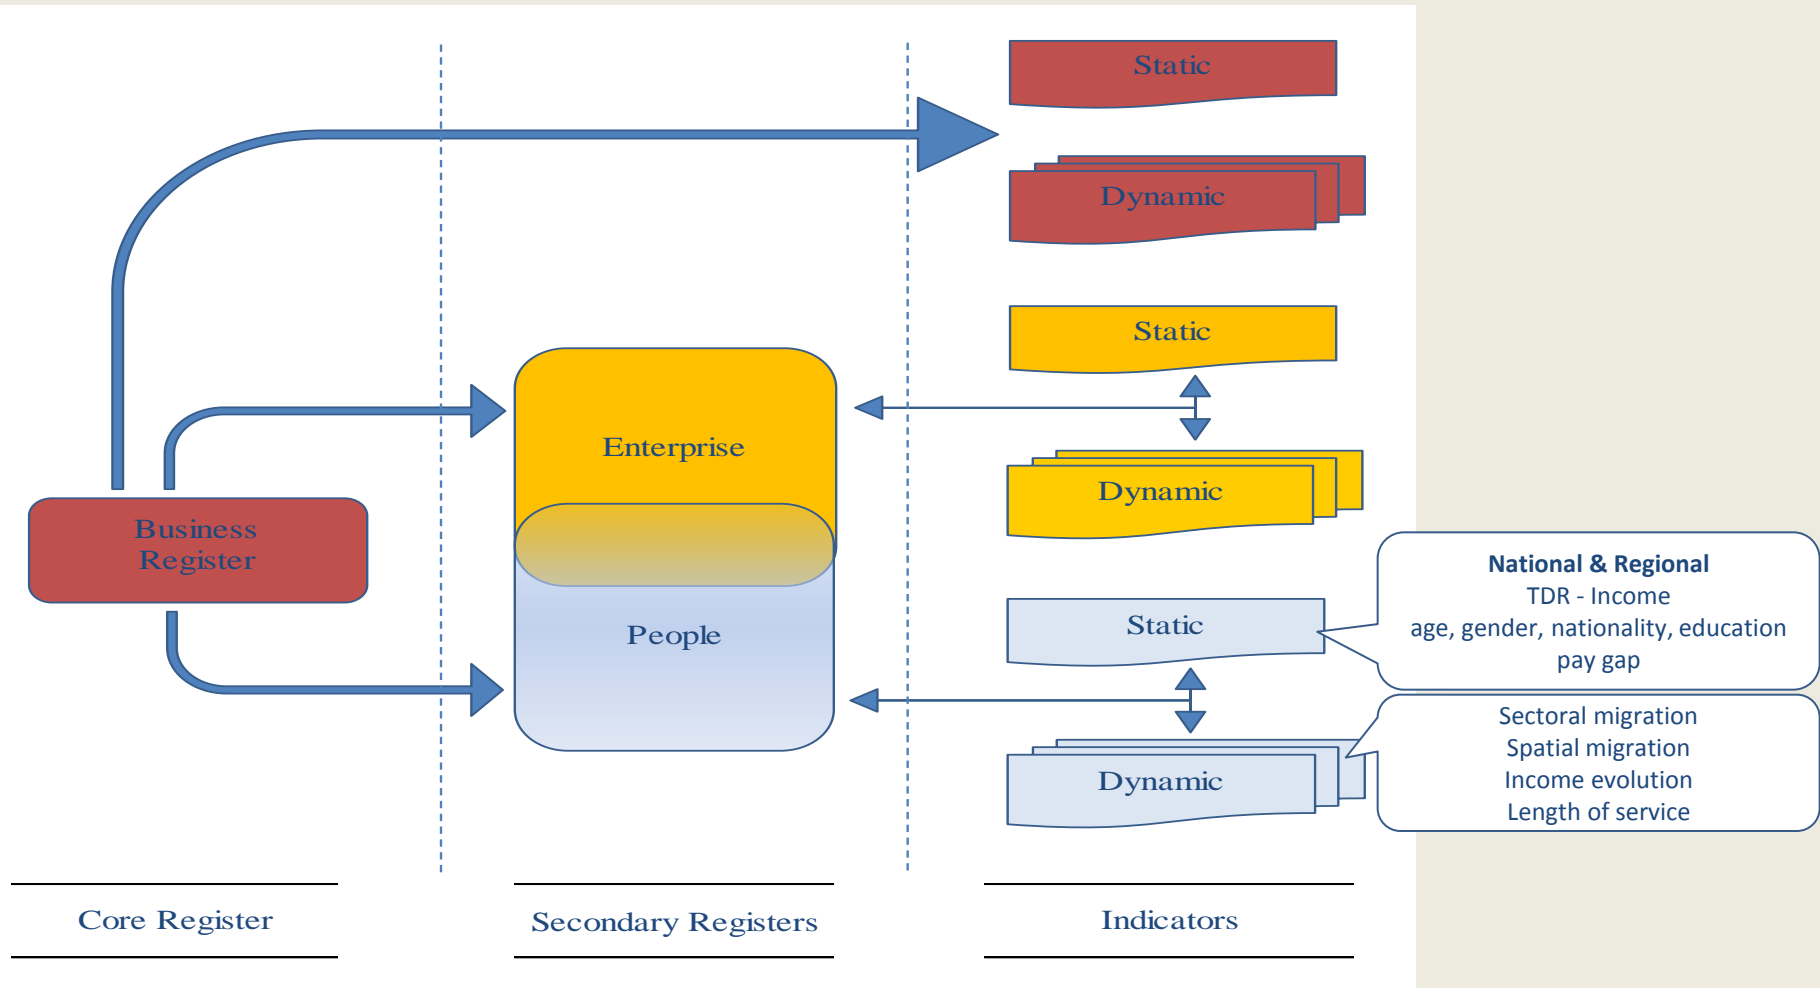 Static
Dynamic
Static
Enterprise
Dynamic
Business
Register
National & Regional
TDR - Income
age, gender, nationality, education
pay gap
Static
People
Sectoral migration
Spatial migration
Income evolution
Length of service
Dynamic
Core Register
Secondary Registers
Indicators